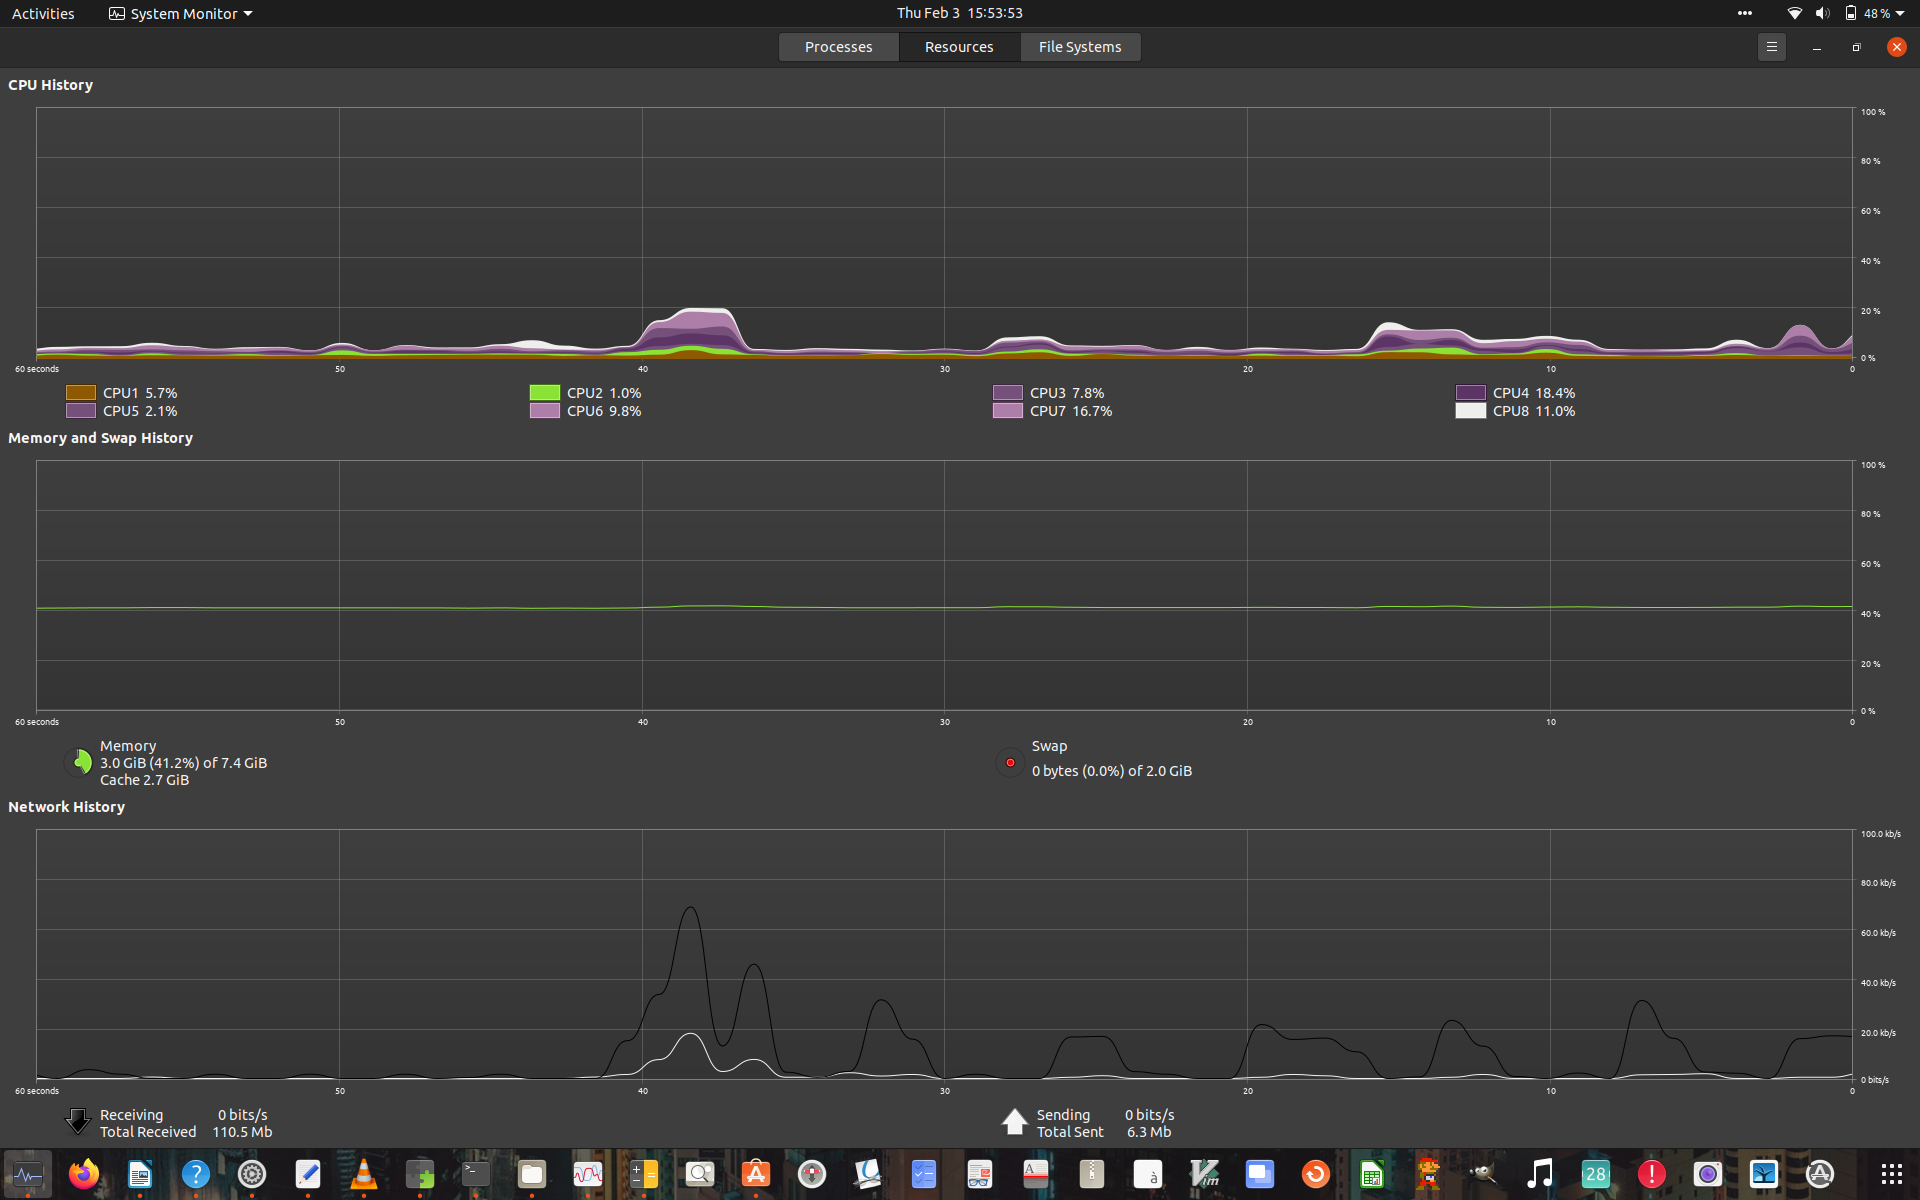 Activities System Monitor Thu Feb 3 15:53:53 48 %
Processes Resources File Systems
CPU History
100 %
80 %
60 %
40 %
20 %
0 %
60 seconds 50 40 30 20 10 0
CPU1 5.7% CPU2 1.0% CPU3 7.8% CPU4 18.4%
CPU5 2.1% CPU6 9.8% CPU7 16.7% CPU8 11.0%
Memory and Swap History
100 %
80 %
60 %
40 %
20 %
0 %
60 seconds 50 40 30 20 10 0
Memory Swap
3.0 GiB (41.2%) of 7.4 GiB 0 bytes (0.0%) of 2.0 GiB
Cache 2.7 GiB
Network History
100.0 kb/s
80.0 kb/s
60.0 kb/s
40.0 kb/s
20.0 kb/s
0 bits/s
60 seconds 50 40 30 20 10 0
Receiving 0 bits/s Sending 0 bits/s
Total Received 110.5 Mb Total Sent 6.3 Mb
? >_ A à Vim 28 !